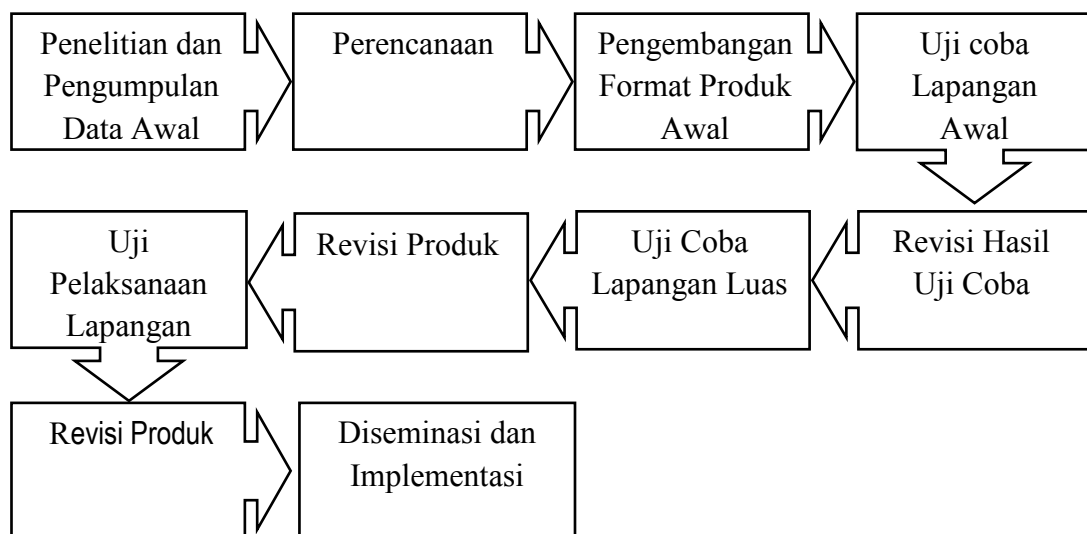 Penelitian dan
Pengumpulan
Data Awal
Perencanaan
Pengembangan
Format Produk
Awal
Uji coba
Lapangan
Awal
Revisi Hasil
Uji Coba
Uji Coba
Lapangan Luas
Revisi Produk
Uji
Pelaksanaan
Lapangan
Revisi Produk
Diseminasi dan
Implementasi